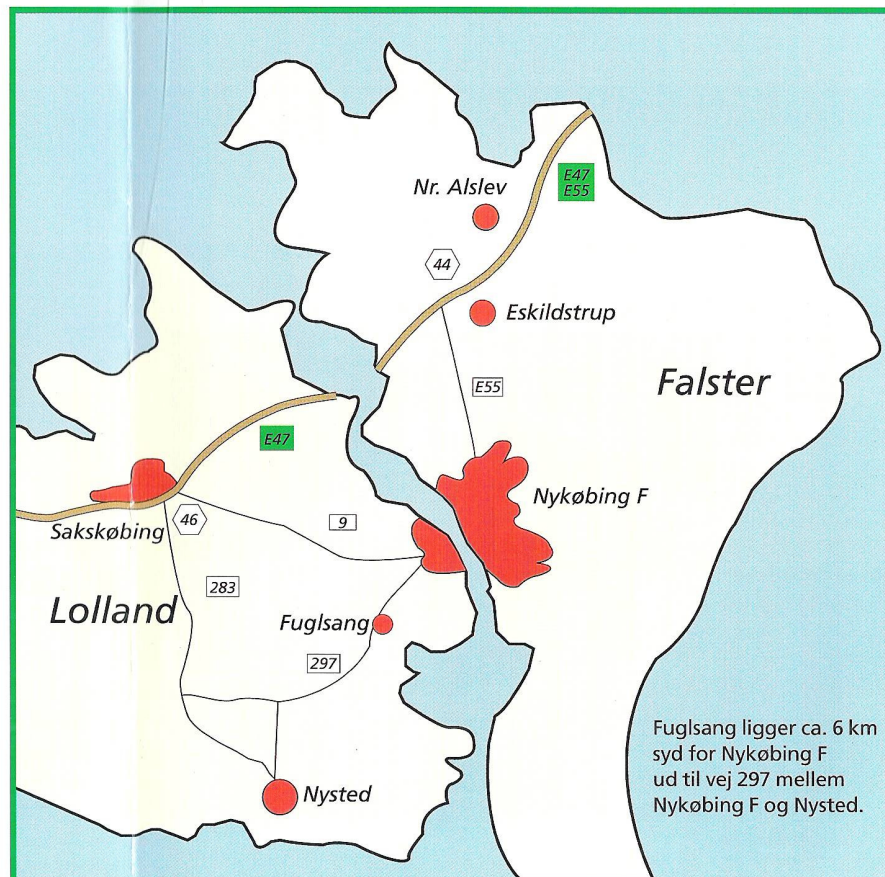 E47
E55
Nr. Alslev
44
Eskildstrup
E55
Falster
E47
Nykøbing F
9
46
Sakskøbing
283
Lolland
Fuglsang
297
Nysted
Fuglsang ligger ca. 6 km
syd for Nykøbing F
ud til vej 297 mellem
Nykøbing F og Nysted.